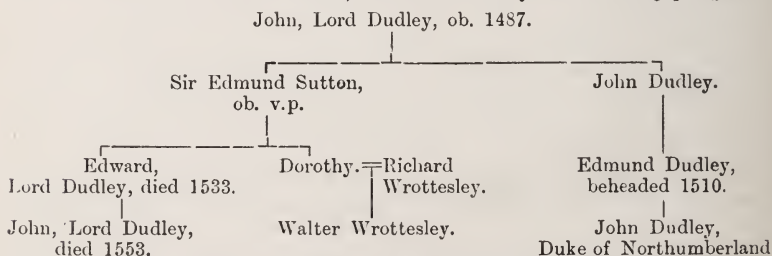 John, Lord Dudley, ob. 1487.
Sir Edmund Sutton,
ob. v.p.
John Dudley.
Edward,
Lord Dudley, died 1533.
Dorothy.=Richard
Wrottesley.
Edmund Dudley,
beheaded 1510.
John, Lord Dudley,
died 1553.
Walter Wrottesley.
John Dudley,
Duke of Northumberland